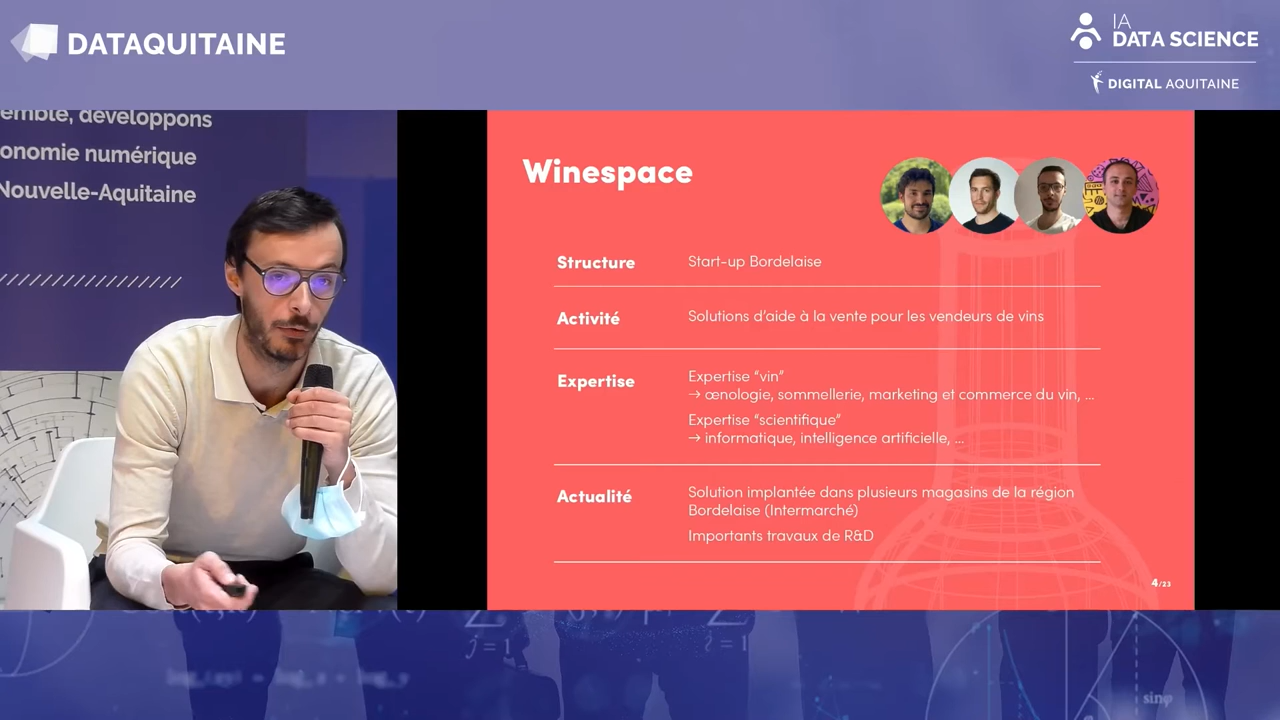 DATAQUITAINE
IA
DATA SCIENCE
DIGITAL AQUITAINE
emble, développons
onomie numérique
Nouvelle-Aquitaine
Winespace
Structure
Start-up Bordelaise
Activité
Solutions d'aide à la vente pour les vendeurs de vins
Expertise
Expertise “vin”
→ œnologie, sommellerie, marketing et commerce du vin, ...
Expertise “scientifique”
→ informatique, intelligence artificielle, ...
Actualité
Solution implantée dans plusieurs magasins de la région
Bordelaise (Intermarché)
Importants travaux de R&D
4/23
sinφ